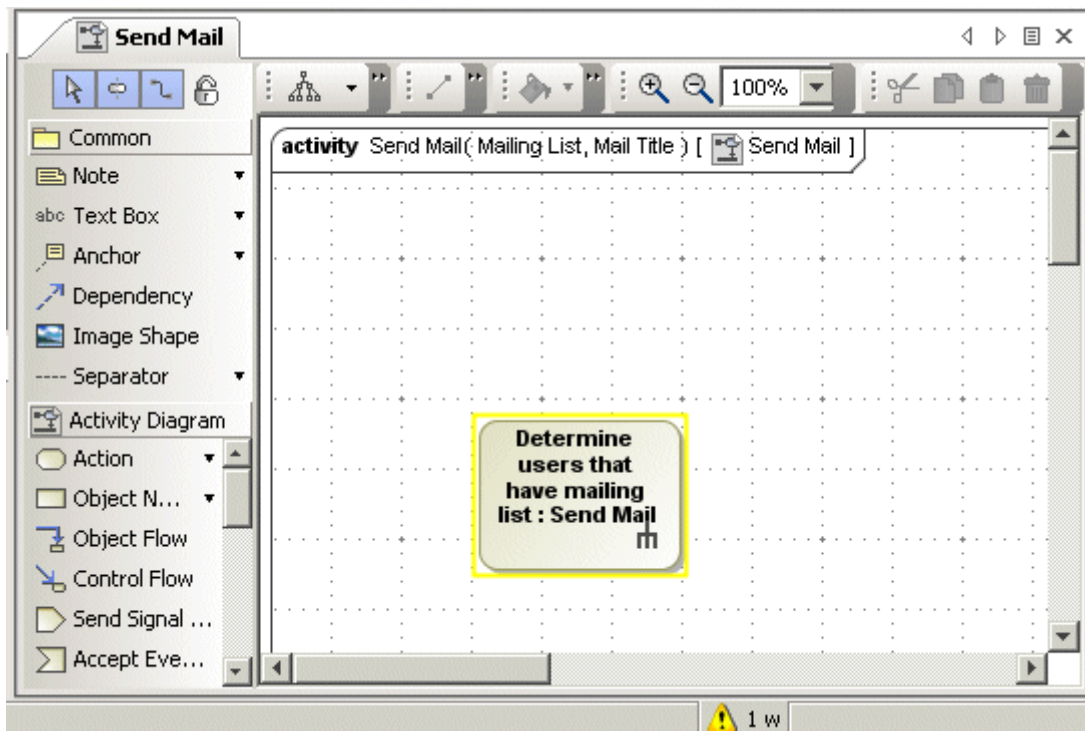 Send Mail
100%
Common
activity Send Mail( Mailing List, Mail Title ) [ Send Mail ]
Note
abc Text Box
Anchor
Dependency
Image Shape
Separator
Activity Diagram
Action
Object N...
Object Flow
Control Flow
Send Signal ...
Accept Eve...
Determine
users that
have mailing
list : Send Mail
1 w